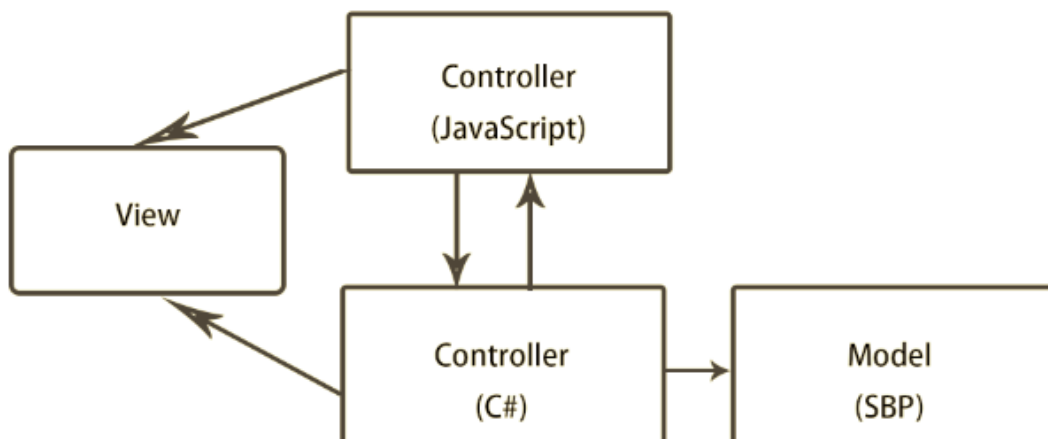 Controller
(JavaScript)
View
Controller
(C#)
Model
(SBP)